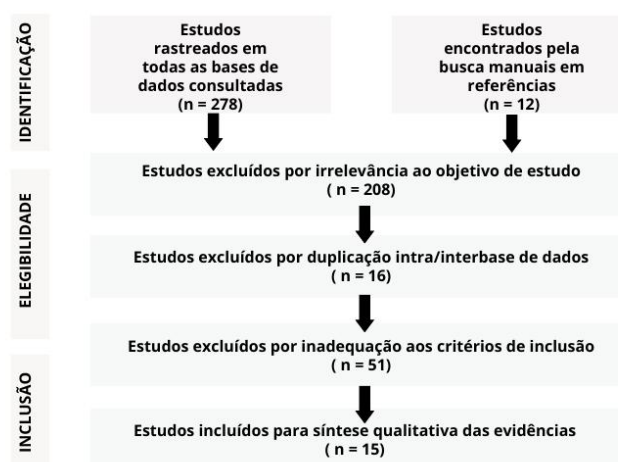 IDENTIFICAÇÃO
Estudos
rastreados em
todas as bases de
dados consultadas
(n = 278)
Estudos
encontrados pela
busca manuais em
referências
(n = 12)
ELEGIBILIDADE
Estudos excluídos por irrelevância ao objetivo de estudo
( n = 208)
Estudos excluídos por duplicação intra/interbase de dados
( n = 16)
Estudos excluídos por inadequação aos critérios de inclusão
( n = 51)
INCLUSÃO
Estudos incluídos para síntese qualitativa das evidências
( n = 15)